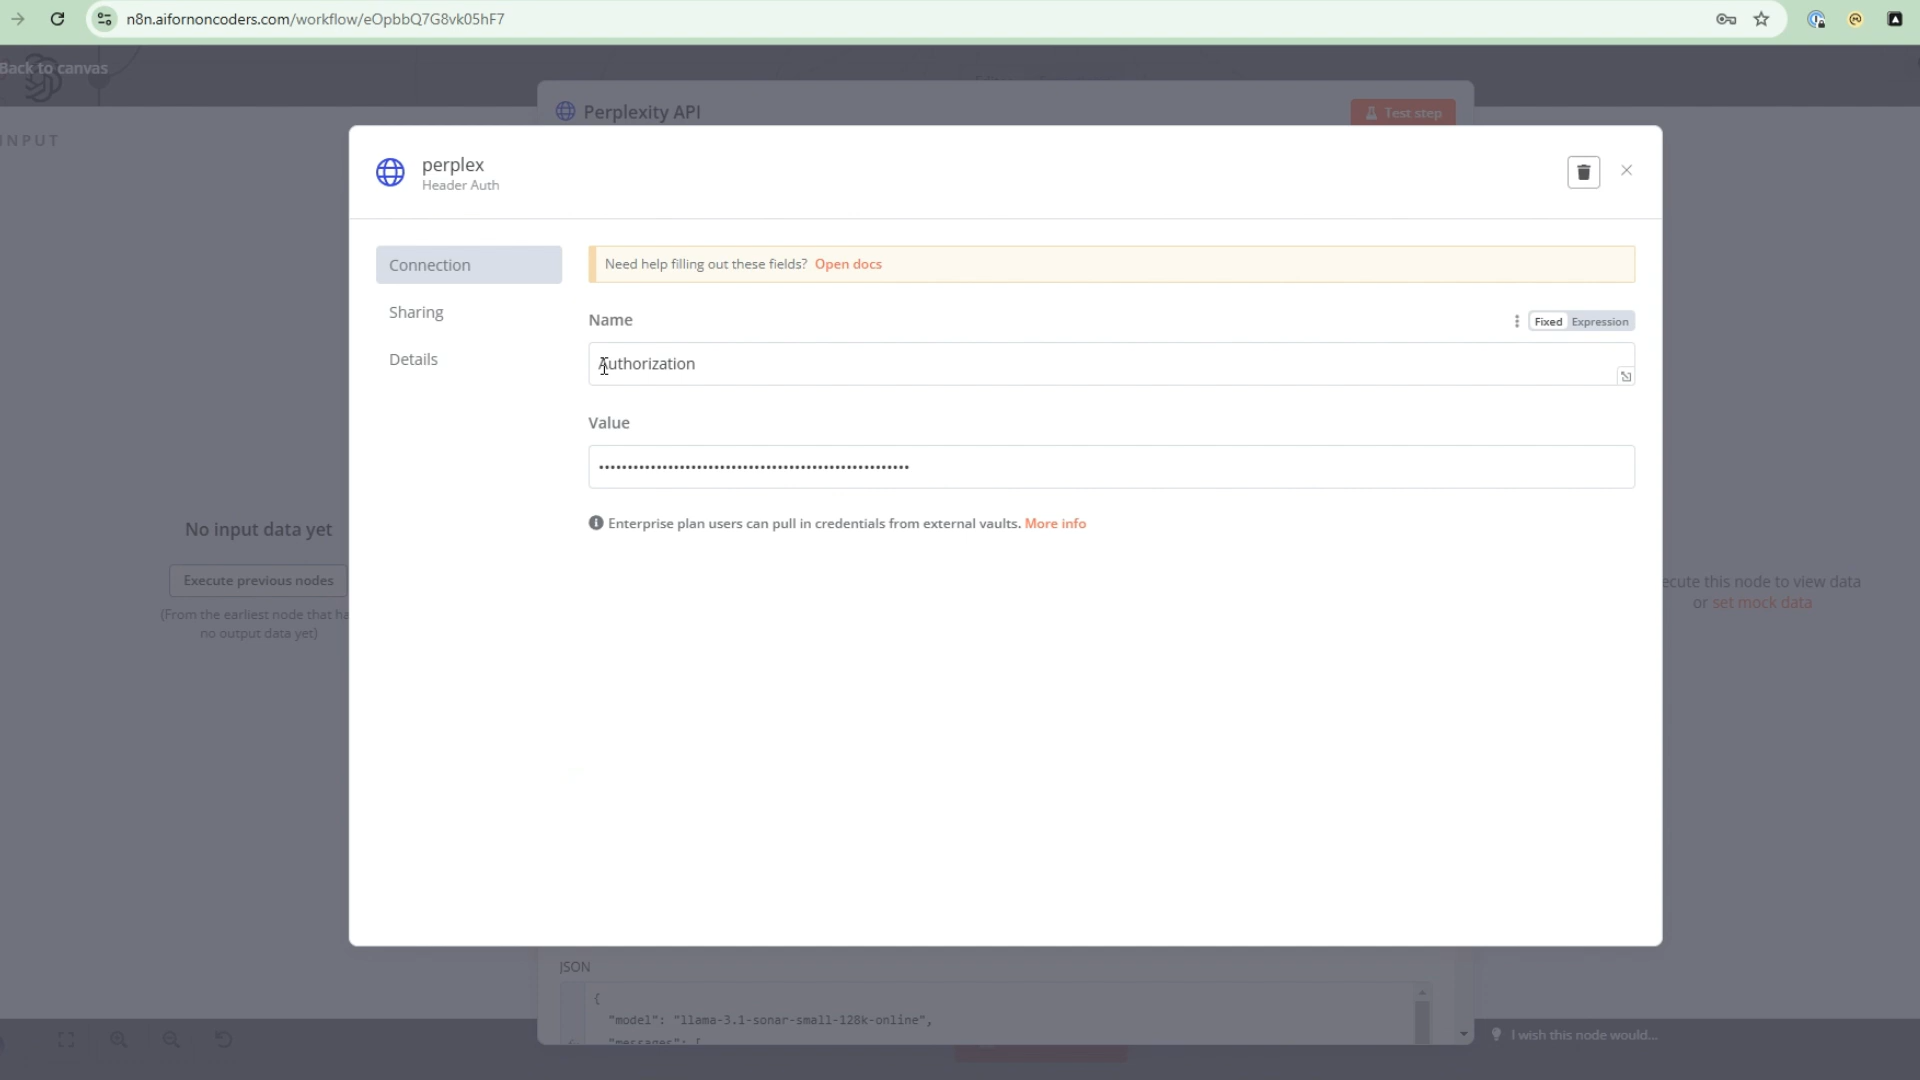 n8n.aifornoncoders.com/workflow/eOpbbQ7G8vk05hF7
Back to canvas
Perplexity API
Test step
INPUT
perplex
Header Auth
Connection
Sharing
Details
Need help filling out these fields? Open docs
Name
Fixed Expression
Authorization
Value
••••••••••••••••••••••••••••••••••••••••••••••••••••••
Enterprise plan users can pull in credentials from external vaults. More info
No input data yet
Execute previous nodes
(From the earliest node that ha
no output data yet)
ecute this node to view data
or set mock data
JSON
{
"model": "llama-3.1-sonar-small-128k-online",
"messages": [
I wish this node would...